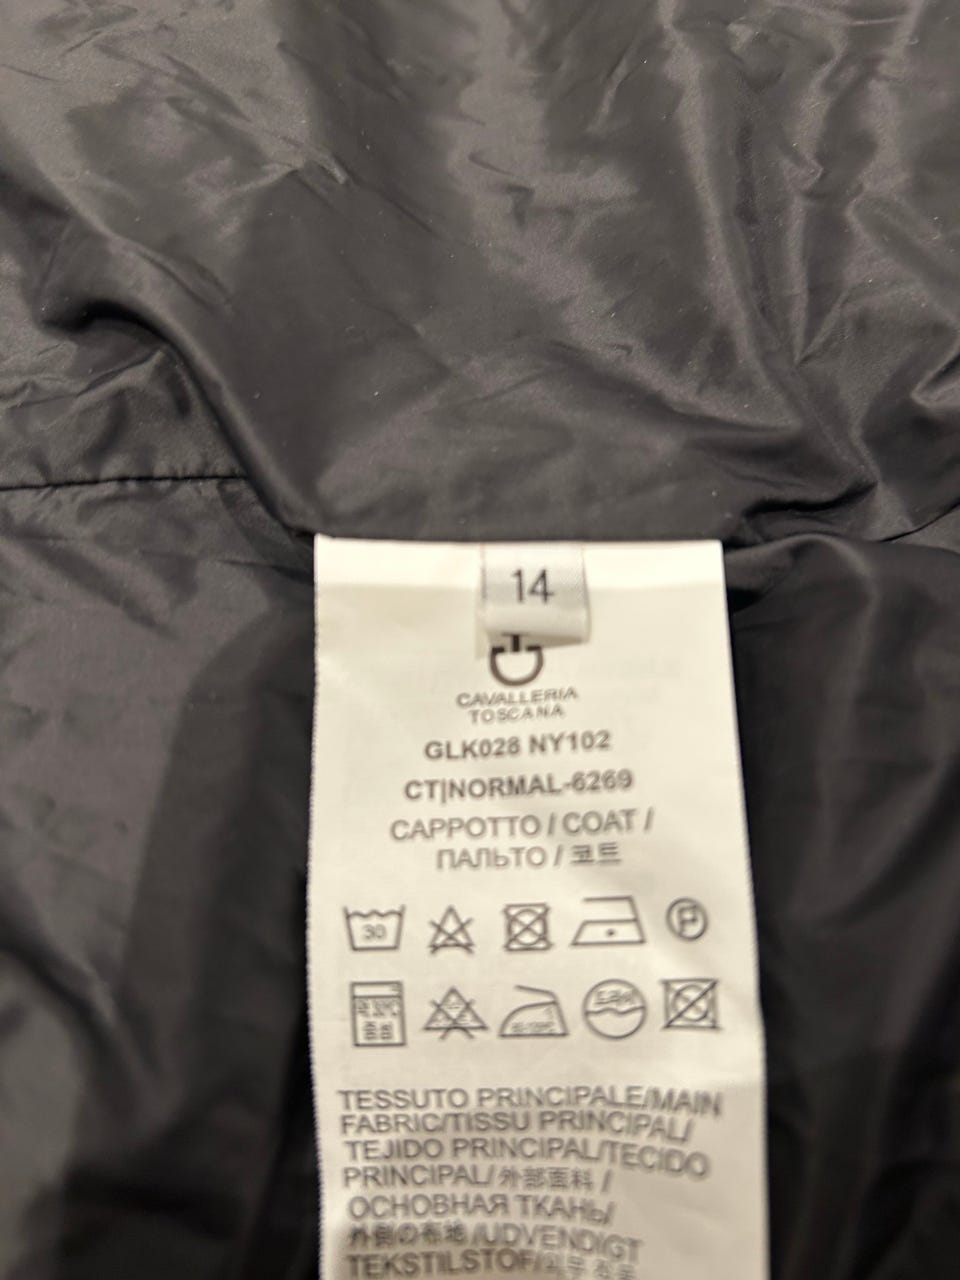 14
CAVALLERIA
TOSCANA
GLK028 NY102
CT|NORMAL-6269
CAPPOTTO / COAT /
ПАЛЬТО / 코트
30
P
TESSUTO PRINCIPALE/MAIN
FABRIC/TISSU PRINCIPAL/
TEJIDO PRINCIPAL/TECIDO
PRINCIPAL/ 外部面料 /
ОСНОВНАЯ ТКАНЬ/
外側の布地 /UDVENDIGT
TEKSTILSTOF/